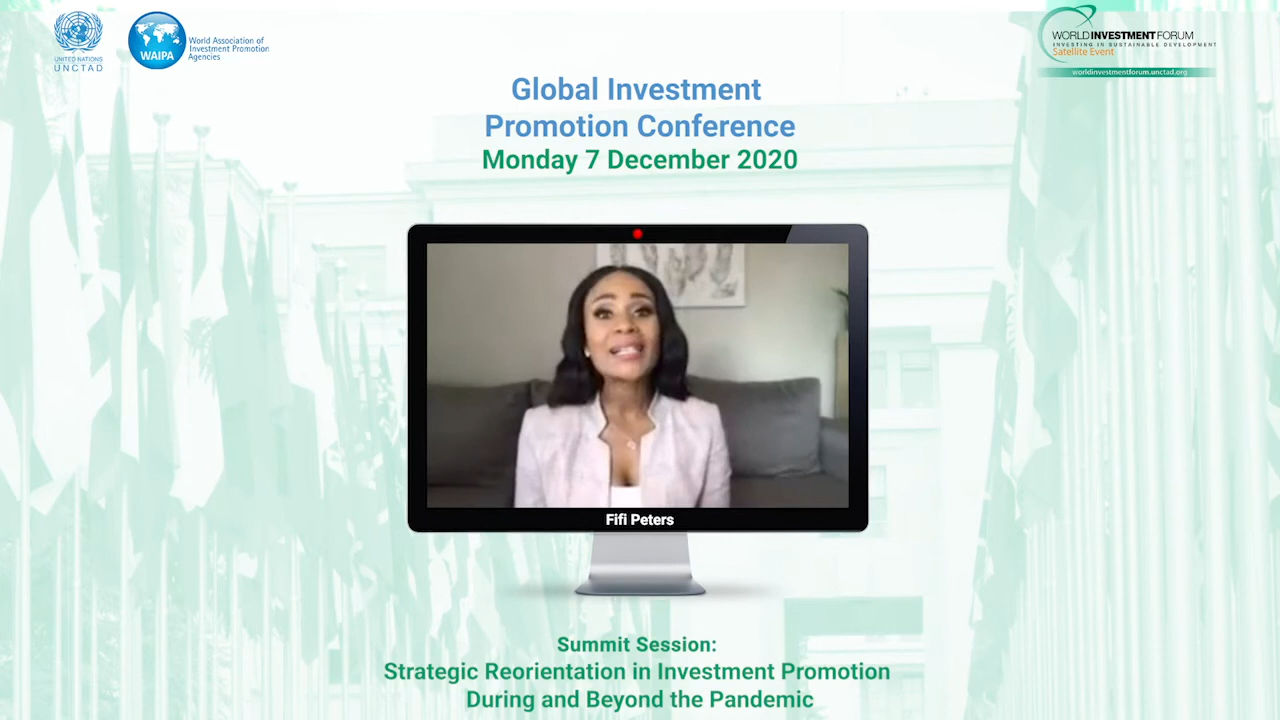 UNITED NATIONS
UNCTAD
WAIPA
World Association of
Investment Promotion
Agencies
WORLD INVESTMENT FORUM
INVESTING IN SUSTAINABLE DEVELOPMENT
Satellite Event
worldinvestmentforum.unctad.org
Global Investment
Promotion Conference
Monday 7 December 2020
Fifi Peters
Summit Session:
Strategic Reorientation in Investment Promotion
During and Beyond the Pandemic